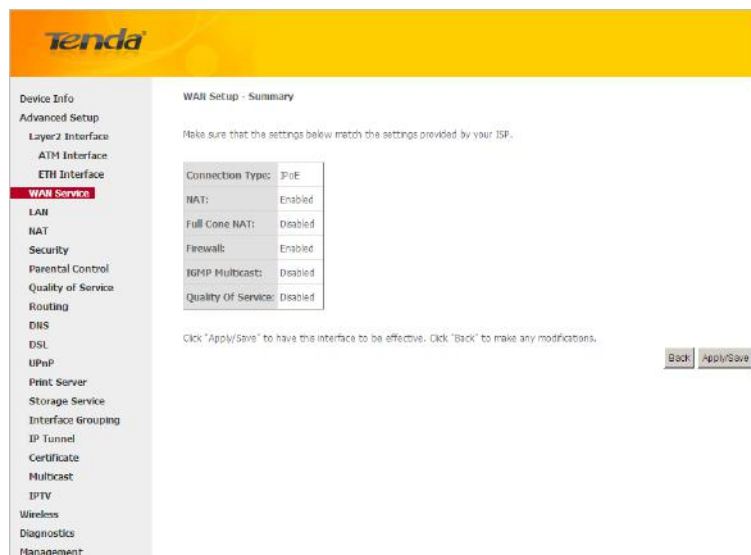 Tenda
Device Info
Advanced Setup
Layer2 Interface
ATM Interface
ETH Interface
WAN Service
LAN
NAT
Security
Parental Control
Quality of Service
Routing
DNS
DSL
UPnP
Print Server
Storage Service
Interface Grouping
IP Tunnel
Certificate
Multicast
IPTV
Wireless
Diagnostics
Management
WAN Setup - Summary
Make sure that the settings below match the settings provided by your ISP.
Connection Type: IPoE
NAT: Enabled
Full Cone NAT: Disabled
Firewall: Enabled
IGMP Multicast: Disabled
Quality Of Service: Disabled
Click "Apply/Save" to have this interface to be effective. Click "Back" to make any modifications.
Back Apply/Save